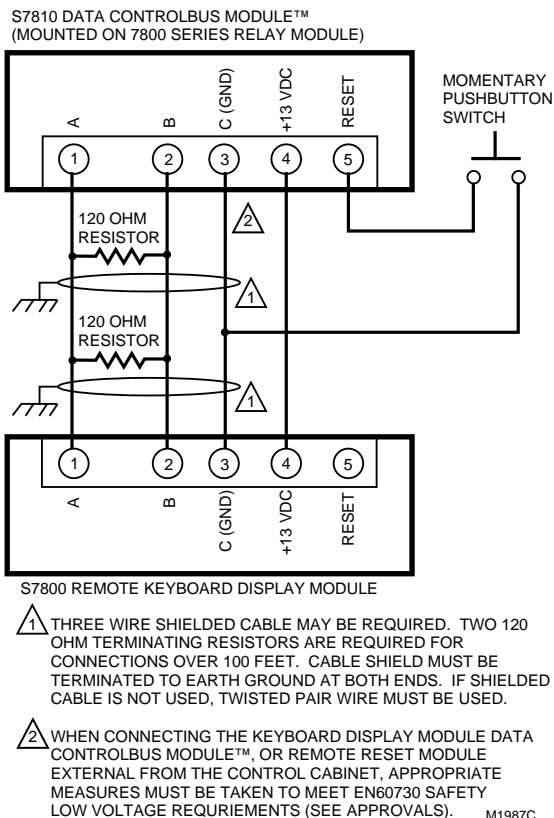 S7810 DATA CONTROLBUS MODULE™
(MOUNTED ON 7800 SERIES RELAY MODULE)
MOMENTARY
PUSHBUTTON
SWITCH
A
B
C (GND)
+13 VDC
RESET
1
2
3
4
5
120 OHM
RESISTOR
2
1
120 OHM
RESISTOR
1
1
2
3
4
5
A
B
C (GND)
+13 VDC
RESET
S7800 REMOTE KEYBOARD DISPLAY MODULE
1 THREE WIRE SHIELDED CABLE MAY BE REQUIRED. TWO 120
OHM TERMINATING RESISTORS ARE REQUIRED FOR
CONNECTIONS OVER 100 FEET. CABLE SHIELD MUST BE
TERMINATED TO EARTH GROUND AT BOTH ENDS. IF SHIELDED
CABLE IS NOT USED, TWISTED PAIR WIRE MUST BE USED.
2 WHEN CONNECTING THE KEYBOARD DISPLAY MODULE DATA
CONTROLBUS MODULE™, OR REMOTE RESET MODULE
EXTERNAL FROM THE CONTROL CABINET, APPROPRIATE
MEASURES MUST BE TAKEN TO MEET EN60730 SAFETY
LOW VOLTAGE REQURIEMENTS (SEE APPROVALS).
M1987C